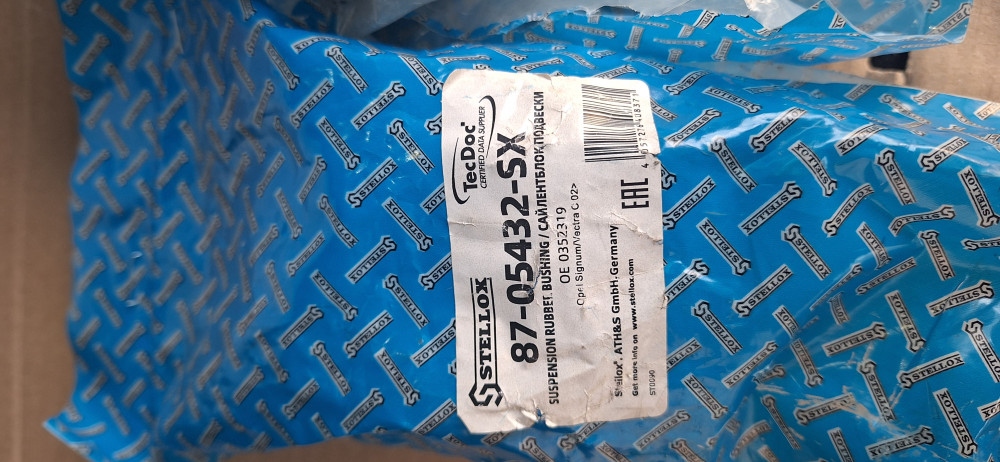 STELLOX
TecDoc
CERTIFIED DATA SUPPLIER
87-05432-SX
SUSPENSION RUBBER BUSHING / САЙЛЕНТБЛОК ПОДВЕСКИ
OE 0352319
Opel Signum/Vectra C 02>
EAC
Stellox, ATH&S GmbH, Germany
Get more info on www.stellox.com
ST0090